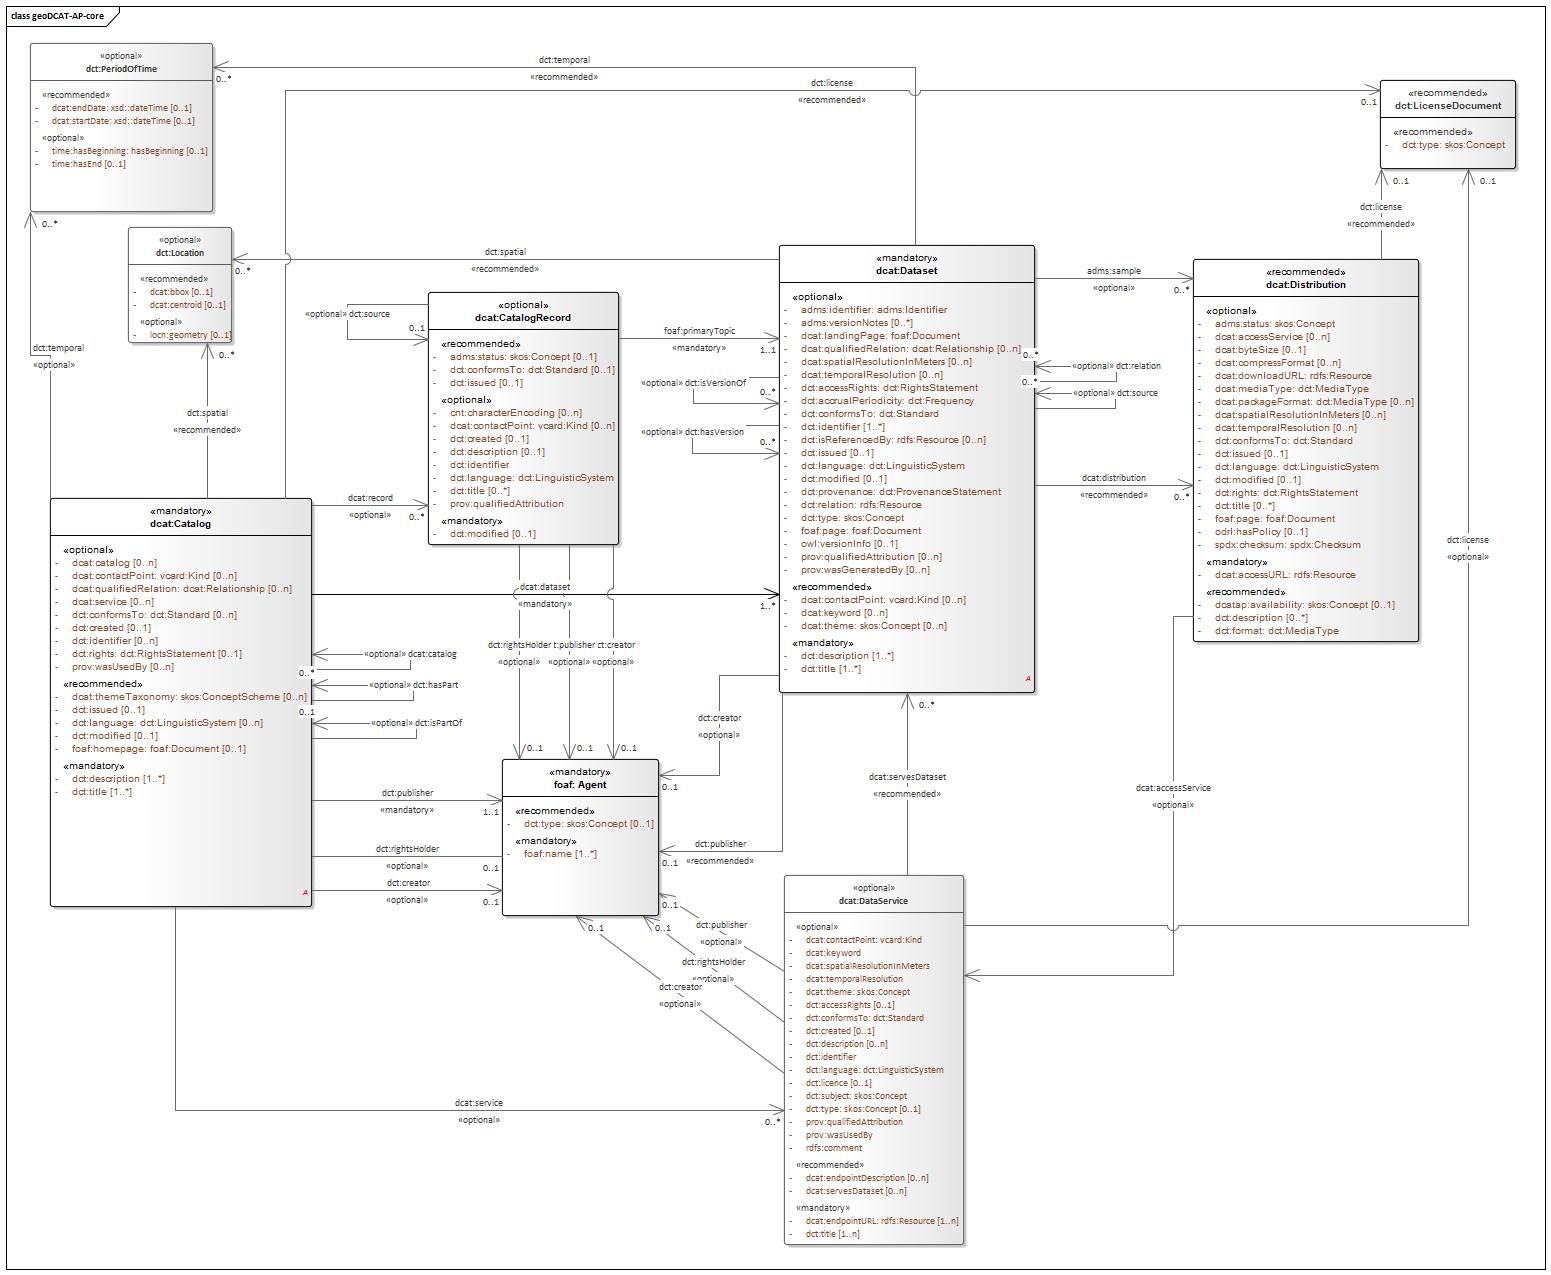 class geoDCAT-AP-core
«optional»
dct:PeriodOfTime
«recommended»
- dcat:endDate: xsd::dateTime [0..1]
- dcat:startDate: xsd::dateTime [0..1]
«optional»
- time:hasBeginning: hasBeginning [0..1]
- time:hasEnd [0..1]
0..*
dct:temporal
«recommended»
dct:license
«recommended»
0..1
«recommended»
dct:LicenseDocument
«recommended»
- dct:type: skos:Concept
0..1
0..1
dct:license
«recommended»
0..*
«optional»
dct:Location
«recommended»
- dcat:bbox [0..1]
- dcat:centroid [0..1]
«optional»
- locn:geometry [0..1]
0..*
0..*
dct:spatial
«recommended»
dct:temporal
«optional»
dct:spatial
«recommended»
«optional» dct:source
0..1
«optional»
dcat:CatalogRecord
«recommended»
- adms:status: skos:Concept [0..1]
- dct:conformsTo: dct:Standard [0..1]
- dct:issued [0..1]
«optional»
- cnt:characterEncoding [0..n]
- dcat:contactPoint: vcard:Kind [0..n]
- dct:created [0..1]
- dct:description [0..1]
- dct:identifier
- dct:language: dct:LinguisticSystem
- dct:title [0..*]
- prov:qualifiedAttribution
«mandatory»
- dct:modified [0..1]
foaf:primaryTopic
«mandatory»
1..1
«optional» dct:isVersionOf
0..*
«optional» dct:hasVersion
0..*
«mandatory»
dcat:Dataset
«optional»
- adms:identifier: adms:Identifier
- adms:versionNotes [0..*]
- dcat:landingPage: foaf:Document
- dcat:qualifiedRelation: dcat:Relationship [0..n]
- dcat:spatialResolutionInMeters [0..n]
- dcat:temporalResolution [0..n]
- dct:accessRights: dct:RightsStatement
- dct:accrualPeriodicity: dct:Frequency
- dct:conformsTo: dct:Standard
- dct:identifier [1..*]
- dct:isReferencedBy: rdfs:Resource [0..n]
- dct:issued [0..1]
- dct:language: dct:LinguisticSystem
- dct:modified [0..1]
- dct:provenance: dct:ProvenanceStatement
- dct:relation: rdfs:Resource
- dct:type: skos:Concept
- foaf:page: foaf:Document
- owl:versionInfo [0..1]
- prov:qualifiedAttribution [0..n]
- prov:wasGeneratedBy [0..n]
«recommended»
- dcat:contactPoint: vcard:Kind [0..n]
- dcat:keyword [0..n]
- dcat:theme: skos:Concept [0..n]
«mandatory»
- dct:description [1..*]
- dct:title [1..*]
A
adms:sample
«optional»
0..*
0..*
«optional» dct:relation
0..*
«optional» dct:source
dcat:distribution
«recommended»
0..*
«recommended»
dcat:Distribution
«optional»
- adms:status: skos:Concept
- dcat:accessService [0..n]
- dcat:byteSize [0..1]
- dcat:compressFormat [0..n]
- dcat:downloadURL: rdfs:Resource
- dcat:mediaType: dct:MediaType
- dcat:packageFormat: dct:MediaType [0..n]
- dcat:spatialResolutionInMeters [0..n]
- dcat:temporalResolution [0..n]
- dct:conformsTo: dct:Standard
- dct:issued [0..1]
- dct:language: dct:LinguisticSystem
- dct:modified [0..1]
- dct:rights: dct:RightsStatement
- dct:title [0..*]
- foaf:page: foaf:Document
- odrl:hasPolicy [0..1]
- spdx:checksum: spdx:Checksum
«mandatory»
- dcat:accessURL: rdfs:Resource
«recommended»
- dcatap:availability: skos:Concept [0..1]
- dct:description [0..*]
- dct:format: dct:MediaType
dct:license
«optional»
dcat:record
«optional»
0..*
«mandatory»
dcat:Catalog
«optional»
- dcat:catalog [0..n]
- dcat:contactPoint: vcard:Kind [0..n]
- dcat:qualifiedRelation: dcat:Relationship [0..n]
- dcat:service [0..n]
- dct:conformsTo: dct:Standard [0..n]
- dct:created [0..1]
- dct:identifier [0..n]
- dct:rights: dct:RightsStatement [0..1]
- prov:wasUsedBy [0..n]
«recommended»
- dcat:themeTaxonomy: skos:ConceptScheme [0..n]
- dct:issued [0..1]
- dct:language: dct:LinguisticSystem [0..n]
- dct:modified [0..1]
- foaf:homepage: foaf:Document [0..1]
«mandatory»
- dct:description [1..*]
- dct:title [1..*]
A
dcat:dataset
«mandatory»
1..*
«optional» dcat:catalog
0..*
«optional» dct:hasPart
0..1
«optional» dct:isPartOf
dct:rightsHolder t:publisher ct:creator
«optional» «optional» «optional»
0..1 0..1 0..1
dct:creator
«optional»
0..1
«mandatory»
foaf: Agent
«recommended»
- dct:type: skos:Concept [0..1]
«mandatory»
- foaf:name [1..*]
dct:publisher
«mandatory»
1..1
dct:rightsHolder
«optional»
0..1
dct:creator
«optional»
0..1
dct:publisher
«recommended»
0..1
0..*
dcat:servesDataset
«recommended»
dcat:accessService
«optional»
0..1
dct:publisher
«optional»
0..1
dct:rightsHolder
«optional»
0..1
dct:creator
«optional»
dcat:service
«optional»
0..*
«optional»
dcat:DataService
«optional»
- dcat:contactPoint: vcard:Kind
- dcat:keyword
- dcat:spatialResolutionInMeters
- dcat:temporalResolution
- dcat:theme: skos:Concept
- dct:accessRights [0..1]
- dct:conformsTo: dct:Standard
- dct:created [0..1]
- dct:description [0..n]
- dct:identifier
- dct:language: dct:LinguisticSystem
- dct:licence [0..1]
- dct:subject: skos:Concept
- dct:type: skos:Concept [0..1]
- prov:qualifiedAttribution
- prov:wasUsedBy
- rdfs:comment
«recommended»
- dcat:endpointDescription [0..n]
- dcat:servesDataset [0..n]
«mandatory»
- dcat:endpointURL: rdfs:Resource [1..n]
- dct:title [1..n]